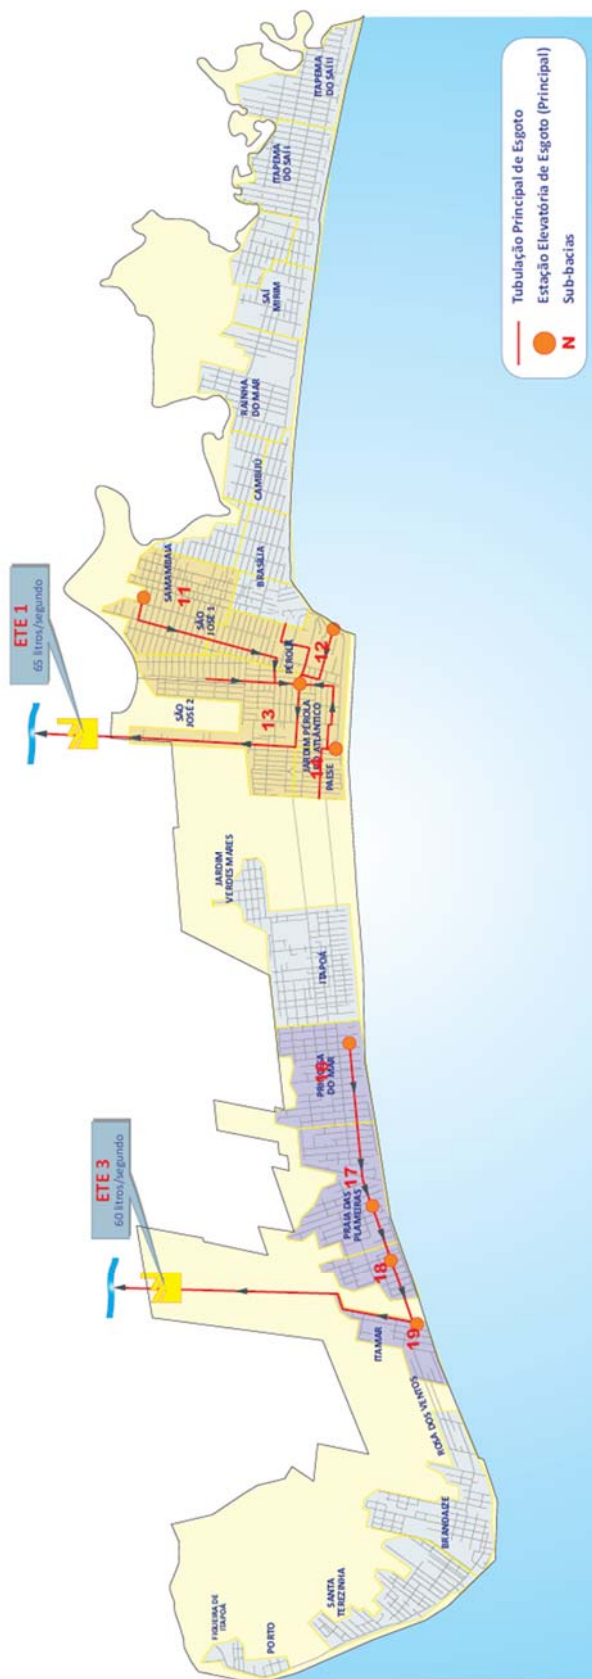 ETE 3
60 litros/segundo
ETE 1
65 litros/segundo
FIGUEIRA DE
ITAPOÁ
PORTO
SANTA
TEREZINHA
BRANDALIZE
ROSA DOS VENTOS
ITAMAR
19
18
PRAIA DAS
PLAMEIRAS
17
DO MAR
ITAPOÁ
JARDIM
VERDES MARES
PAESE
JARDIM PÉROLA
DO ATLÂNTICO
13
SÃO
JOSÉ 2
PÉROLA
12
SÃO
JOSÉ 1
11
SAMAMBAIA
BRASÍLIA
CAMBIJÚ
RAINHA
DO MAR
SAÍ
MIRIM
ITAPEMA
DO SAÍ I
ITAPEMA
DO SAÍ II
Tubulação Principal de Esgoto
Estação Elevatória de Esgoto (Principal)
N Sub-bacias